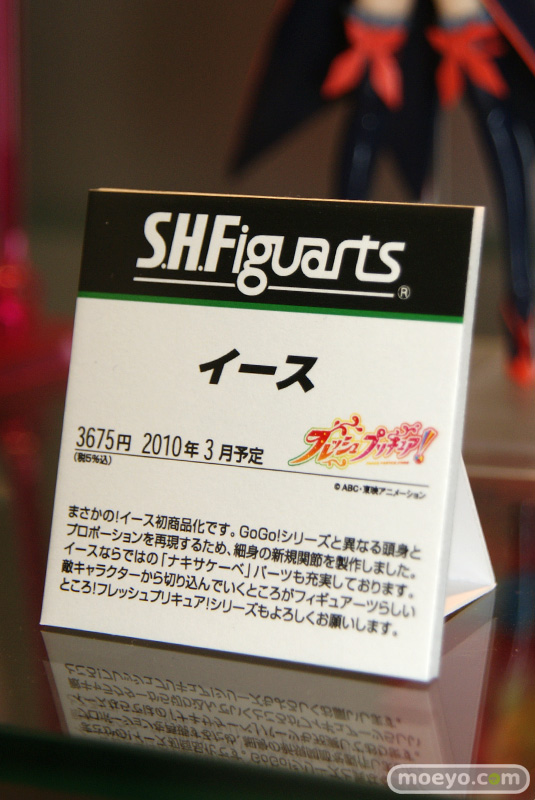 S.H.Figuarts®
イース
フレッシュプリキュア!
3675円 2010年3月予定
(税5%込)
©ABC・東映アニメーション
まさかの!イース初商品化です。GoGo!シリーズと異なる頭身と
プロポーションを再現するため、細身の新規関節を製作しました。
イースならではの「ナキサケーベ」パーツも充実しております。
敵キャラクターから切り込んでいくところがフィギュアーツらしい
ところ!フレッシュプリキュア!シリーズもよろしくお願いします。
moeyo.com